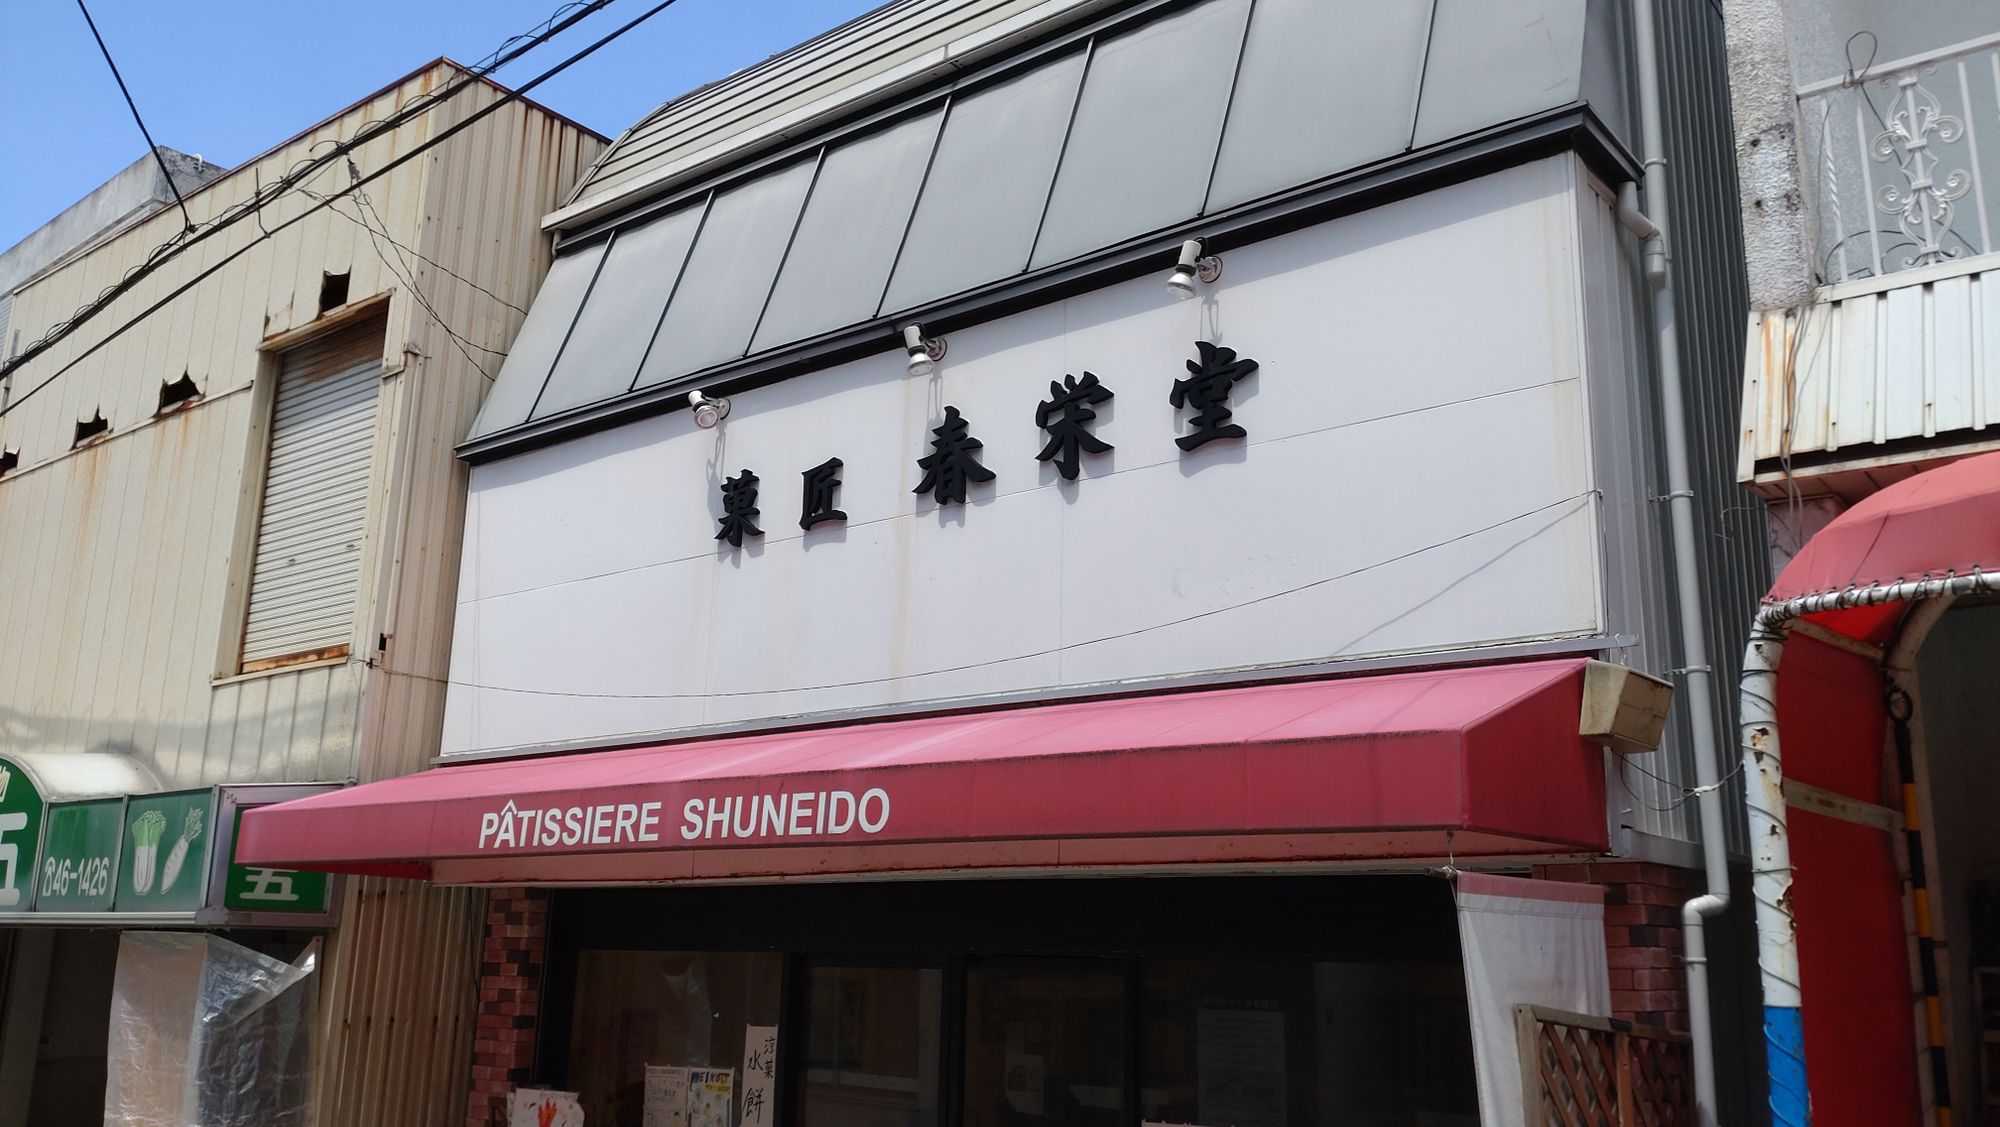 菓匠 春栄堂
PÂTISSIERE SHUNEIDO
五
☎46-1426
五
涼菓
水餅